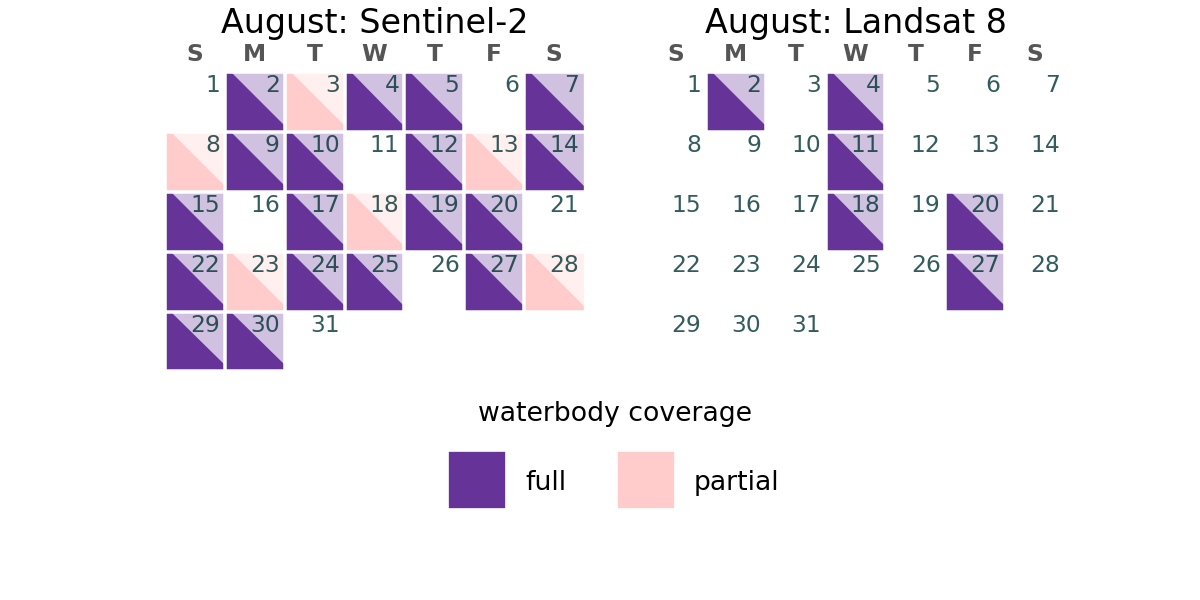 August: Sentinel-2
S M T W T F S
1 2 3 4 5 6 7
8 9 10 11 12 13 14
15 16 17 18 19 20 21
22 23 24 25 26 27 28
29 30 31
August: Landsat 8
S M T W T F S
1 2 3 4 5 6 7
8 9 10 11 12 13 14
15 16 17 18 19 20 21
22 23 24 25 26 27 28
29 30 31
waterbody coverage
full
partial